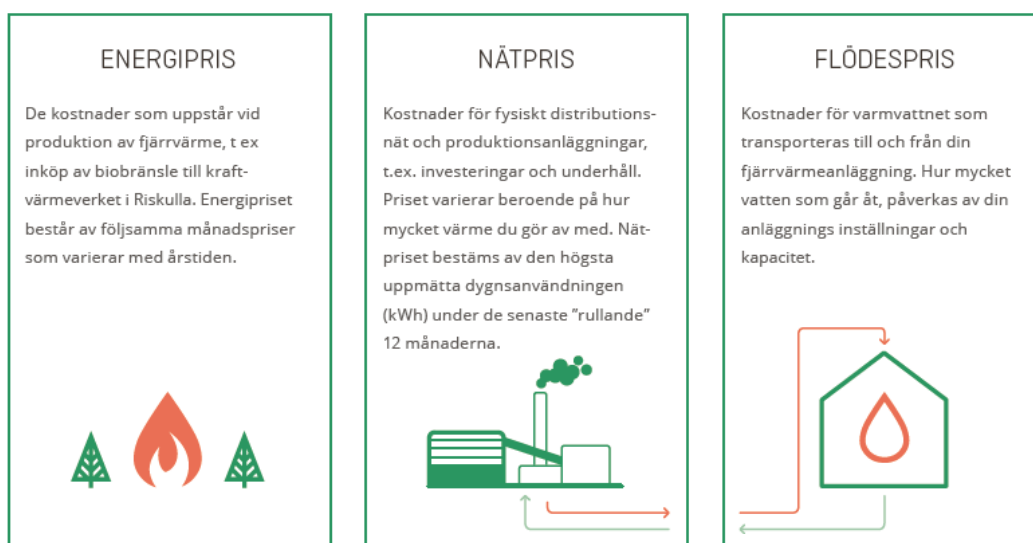 ENERGIPRIS
De kostnader som uppstår vid
produktion av fjärrvärme, t ex
inköp av biobränsle till kraft-
värmeverket i Riskulla. Energipriset
består av följsamma månadspriser
som varierar med årstiden.
NÄTPRIS
Kostnader för fysiskt distributions-
nät och produktionsanläggningar,
t.ex. investeringar och underhåll.
Priset varierar beroende på hur
mycket värme du gör av med. Nät-
priset bestäms av den högsta
uppmätta dygnsanvändningen
(kWh) under de senaste ”rullande”
12 månaderna.
FLÖDESPRIS
Kostnader för varmvattnet som
transporteras till och från din
fjärrvärmeanläggning. Hur mycket
vatten som går åt, påverkas av din
anläggnings inställningar och
kapacitet.